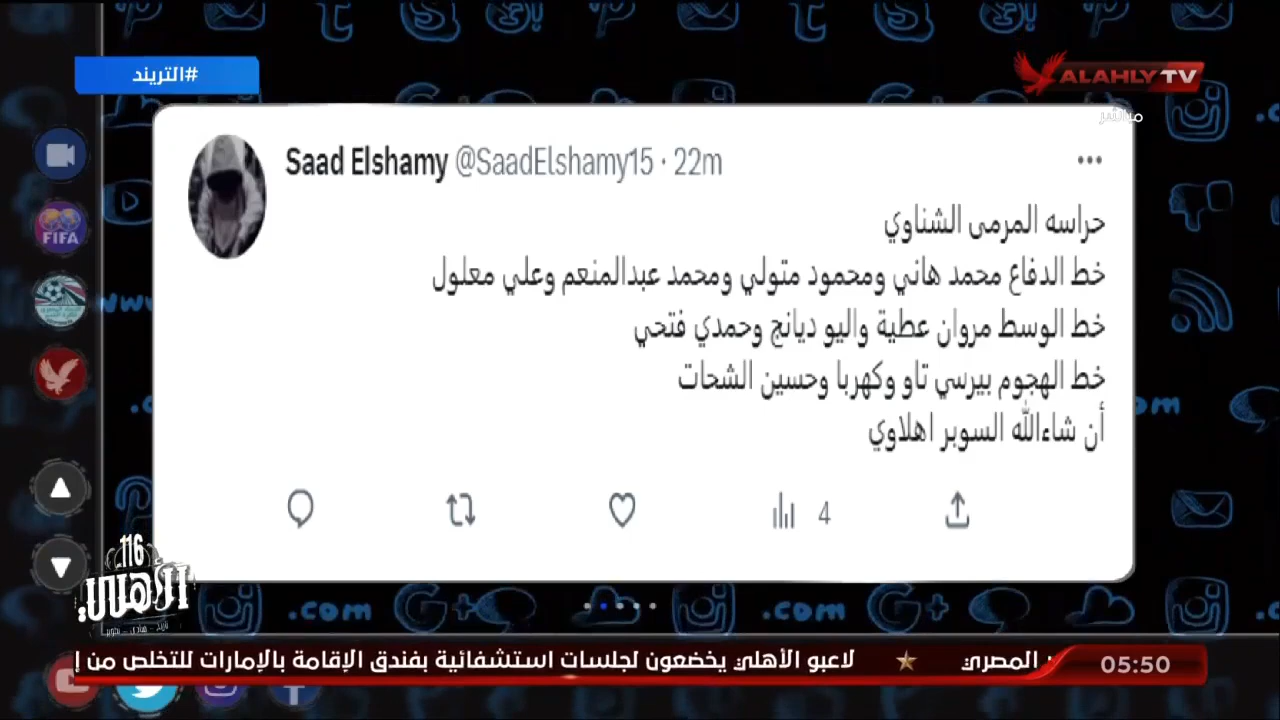 #التريند
ALAHLY TV
مباشر
Saad Elshamy @SaadElshamy15 · 22m
حراسه المرمى الشناوي
خط الدفاع محمد هاني ومحمود متولي ومحمد عبدالمنعم وعلي معلول
خط الوسط مروان عطية واليو ديانج وحمدي فتحي
خط الهجوم بيرسي تاو وكهربا وحسين الشحات
أن شاءالله السوبر اهلاوي
4
FIFA
www
.com
.com
116
الأهلي
المصري ★ لاعبو الأهلي يخضعون لجلسات استشفائية بفندق الإقامة بالإمارات للتخلص من إ
05:50